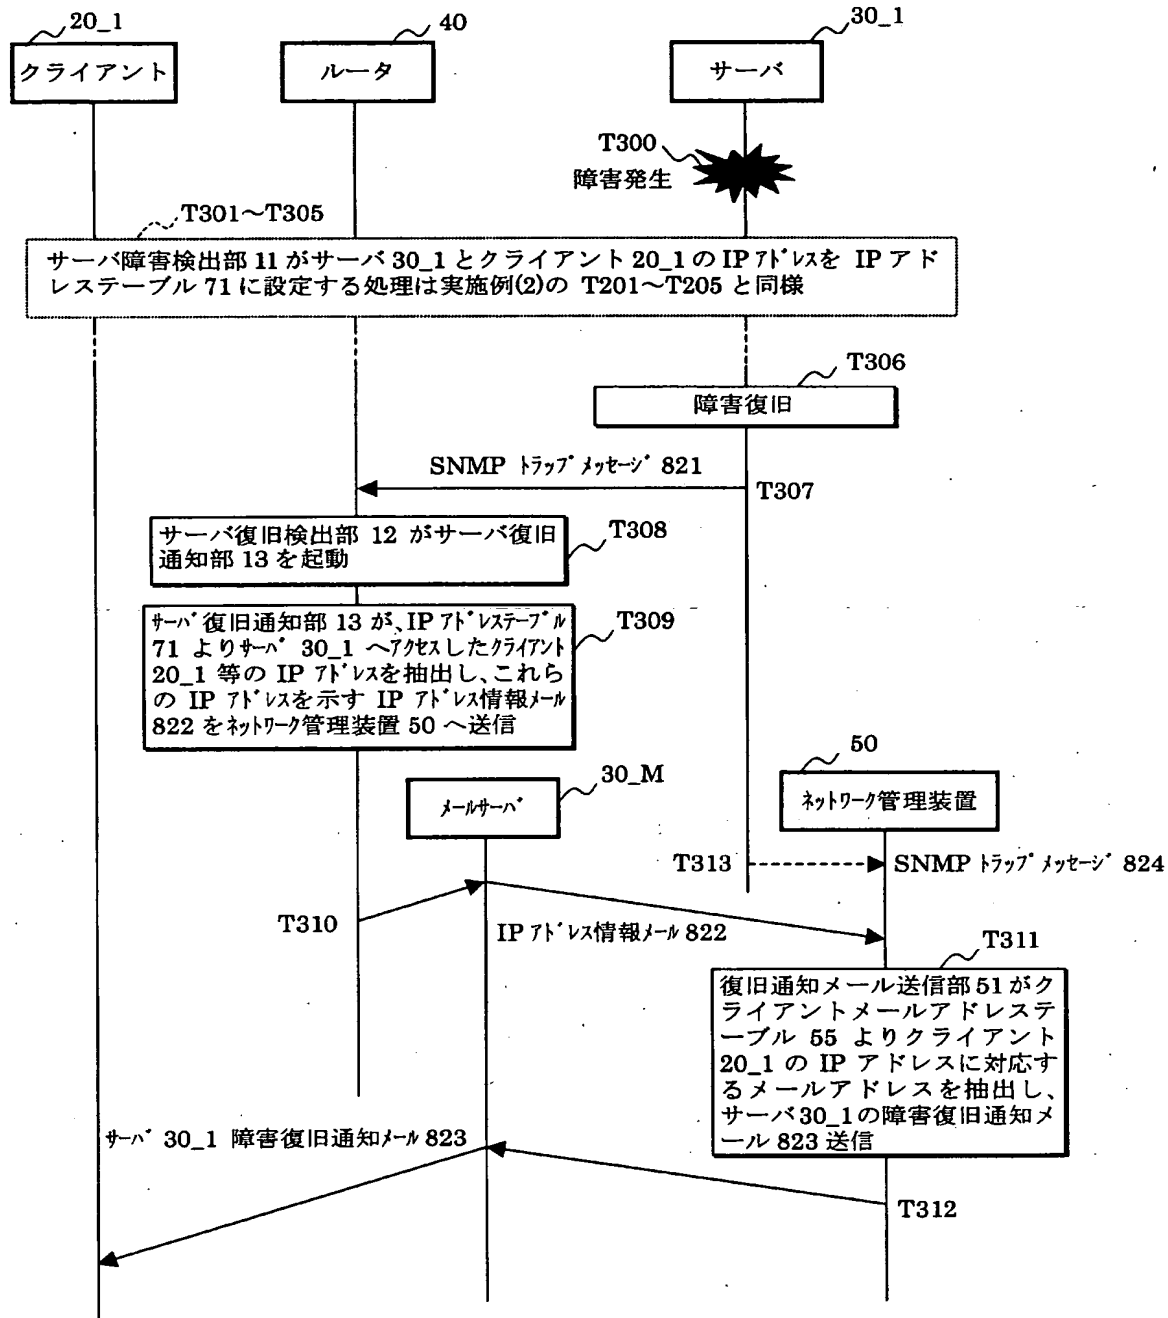 20_1
40
30_1
クライアント
ルータ
サーバ
T300
障害発生
T301～T305
サーバ障害検出部 11 がサーバ 30_1 とクライアント 20_1 の IP ｱﾄﾞﾚｽを IP アド
レステーブル 71 に設定する処理は実施例(2)の T201～T205 と同様
T306
障害復旧
SNMP ﾄﾗｯﾌﾟﾒｯｾｰｼﾞ 821
T307
サーバ復旧検出部 12 がサーバ復旧
通知部 13 を起動
T308
ｻｰﾊﾞ復旧通知部 13 が、IP ｱﾄﾞﾚｽﾃｰﾌﾞﾙ
71 よりｻｰﾊﾞ 30_1 へｱｸｾｽしたｸﾗｲｱﾝﾄ
20_1 等の IP ｱﾄﾞﾚｽを抽出し、これら
の IP ｱﾄﾞﾚｽを示す IP ｱﾄﾞﾚｽ情報ﾒｰﾙ
822 をﾈｯﾄﾜｰｸ管理装置 50 へ送信
T309
30_M
50
ﾒｰﾙｻｰﾊﾞ
ﾈｯﾄﾜｰｸ管理装置
T313
SNMP ﾄﾗｯﾌﾟﾒｯｾｰｼﾞ 824
T310
IP ｱﾄﾞﾚｽ情報ﾒｰﾙ 822
T311
復旧通知メール送信部 51 がク
ライアントメールアドレステ
ーブル 55 よりクライアント
20_1 の IP アドレスに対応す
るメールアドレスを抽出し、
サーバ30_1の障害復旧通知メ
ール 823 送信
ｻｰﾊﾞ 30_1 障害復旧通知ﾒｰﾙ 823
T312